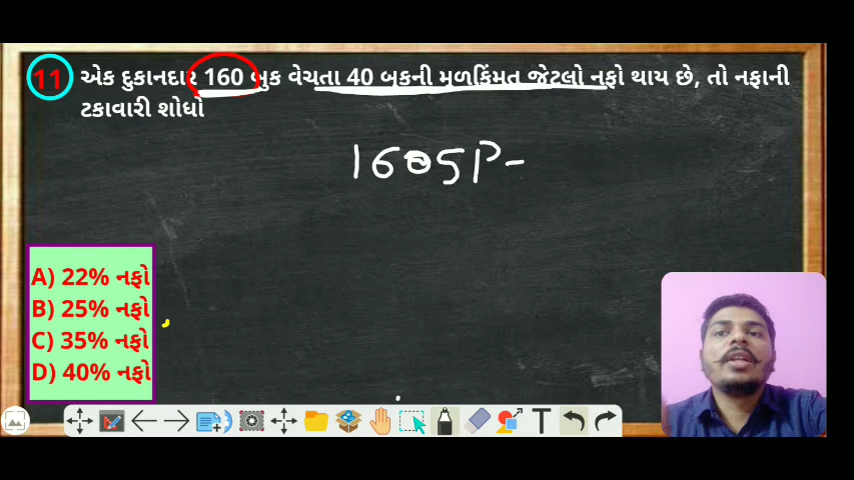 11 એક દુકાનદાર 160 બુક વેચતા 40 બુકની મૂળકિંમત જેટલો નફો થાય છે, તો નફાની
ટકાવારી શોધો
160SP-
A) 22% નફો
B) 25% નફો
C) 35% નફો
D) 40% નફો
T